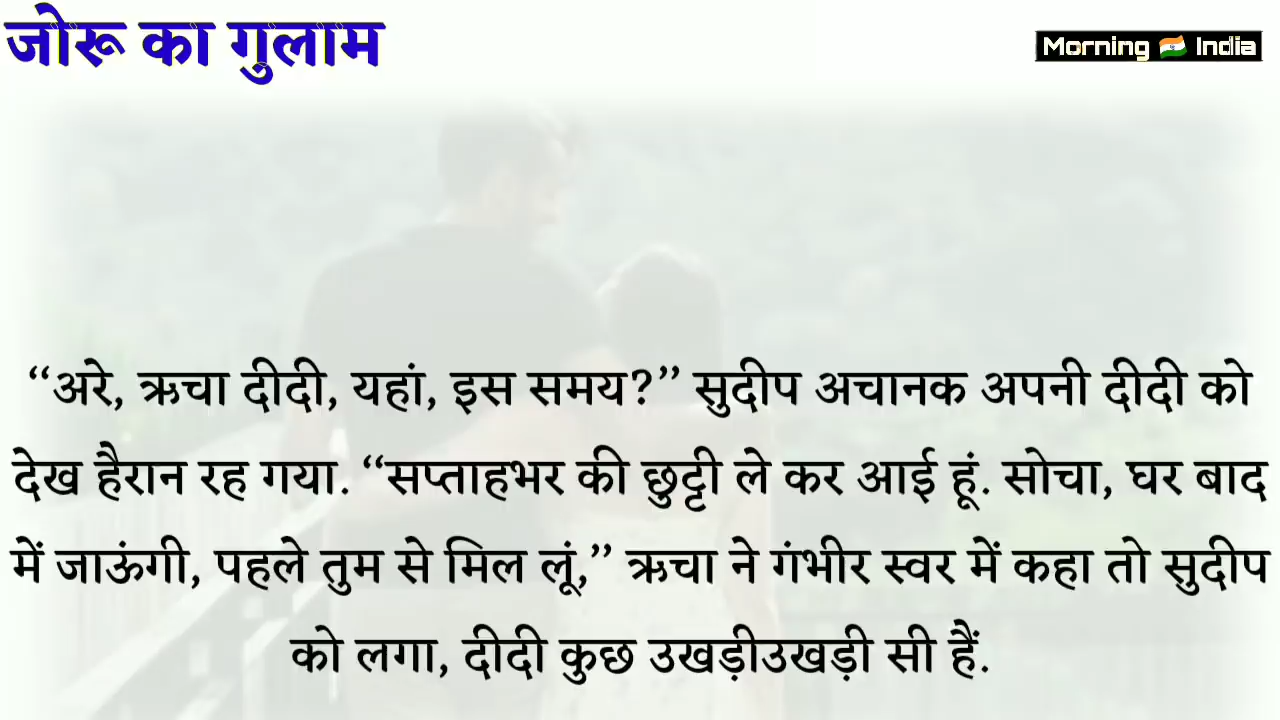 जोरू का गुलाम
Morning India
“अरे, ऋचा दीदी, यहां, इस समय?” सुदीप अचानक अपनी दीदी को
देख हैरान रह गया. “सप्ताहभर की छुट्टी ले कर आई हूं. सोचा, घर बाद
में जाऊंगी, पहले तुम से मिल लूं,” ऋचा ने गंभीर स्वर में कहा तो सुदीप
को लगा, दीदी कुछ उखड़ीउखड़ी सी हैं.